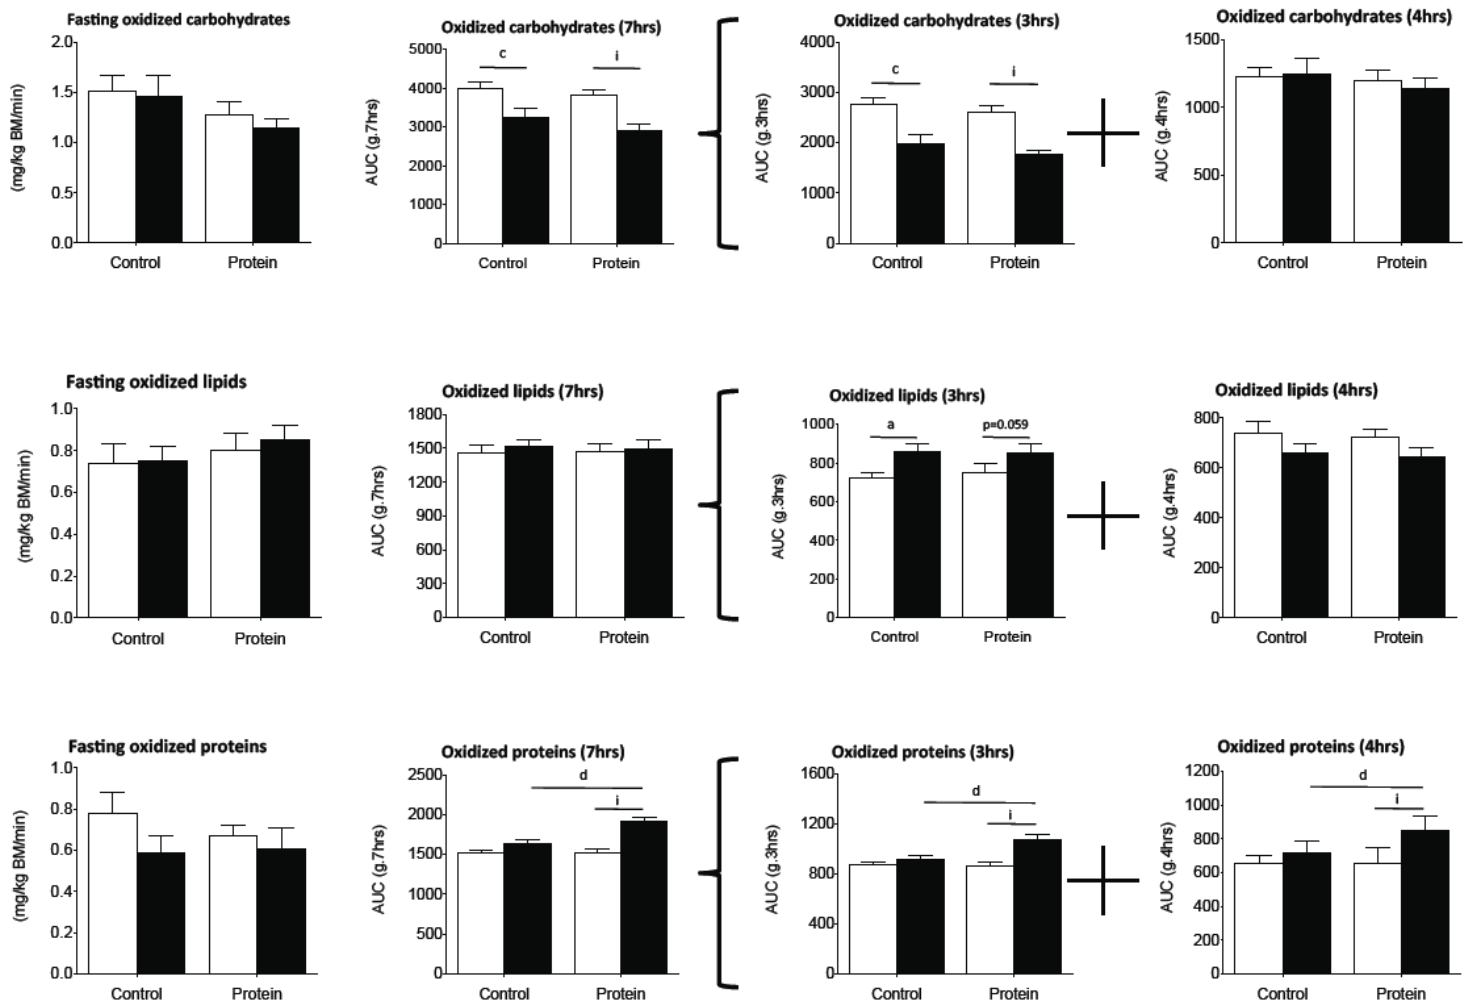 Fasting oxidized carbohydrates
(mg/kg BM/min)
2.0
1.5
1.0
0.5
0.0
Control Protein
Oxidized carbohydrates (7hrs)
AUC (g.7hrs)
5000
4000
3000
2000
1000
0
c i
Control Protein
Oxidized carbohydrates (3hrs)
AUC (g.3hrs)
4000
3000
2000
1000
0
c i
Control Protein
Oxidized carbohydrates (4hrs)
AUC (g.4hrs)
1500
1000
500
0
Control Protein
Fasting oxidized lipids
(mg/kg BM/min)
1.0
0.8
0.6
0.4
0.2
0.0
Control Protein
Oxidized lipids (7hrs)
AUC (g.7hrs)
1800
1500
1200
900
600
300
0
Control Protein
Oxidized lipids (3hrs)
AUC (g.3hrs)
1000
800
600
400
200
0
a p=0.059
Control Protein
Oxidized lipids (4hrs)
AUC (g.4hrs)
800
600
400
200
0
Control Protein
Fasting oxidized proteins
(mg/kg BM/min)
1.0
0.8
0.6
0.4
0.2
0.0
Control Protein
Oxidized proteins (7hrs)
AUC (g.7hrs)
2500
2000
1500
1000
500
0
d
i
Control Protein
Oxidized proteins (3hrs)
AUC (g.3hrs)
1600
1200
800
400
0
d
i
Control Protein
Oxidized proteins (4hrs)
AUC (g.4hrs)
1200
1000
800
600
400
200
0
d
i
Control Protein